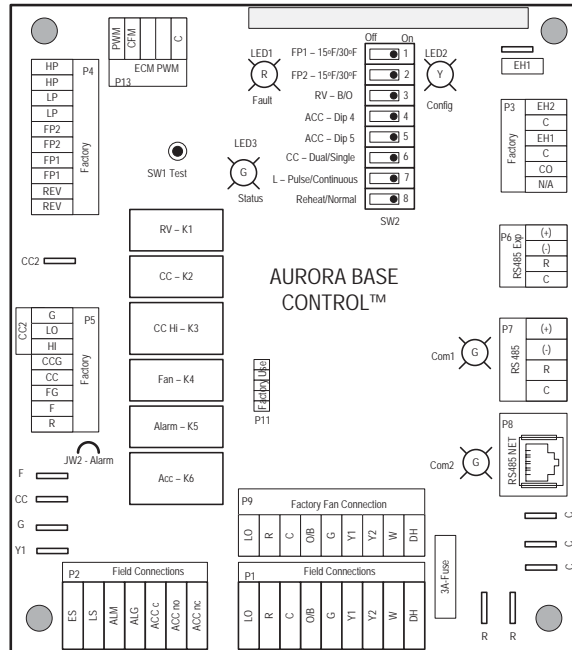 PWM
CFM
C
ECM PWM
P13
HP
HP
LP
LP
FP2
FP2
FP1
FP1
REV
REV
P4
Factory
SW1 Test
LED1
R
Fault
LED3
G
Status
Off On
FP1 – 15ºF/30ºF 1
FP2 – 15ºF/30ºF 2
RV – B/O 3
ACC – Dip 4 4
ACC – Dip 5 5
CC – Dual/Single 6
L – Pulse/Continuous 7
Reheat/Normal 8
SW2
LED2
Y
Config
EH1
P3
Factory
EH2
C
EH1
C
CO
N/A
P6
RS485 Exp
(+)
(-)
R
C
P7
RS 485
(+)
(-)
R
C
Com1
G
P8
RS485 NET
Com2
G
AURORA BASE
CONTROL™
RV – K1
CC – K2
CC Hi – K3
Fan – K4
Alarm – K5
Acc – K6
Factory Use
P11
CC2
CC2
G
LO
HI
CCG
CC
FG
F
R
P5
Factory
JW2 - Alarm
F
CC
G
Y1
P9
Factory Fan Connection
LO
R
C
O/B
G
Y1
Y2
W
DH
P2
Field Connections
ES
LS
ALM
ALG
ACC c
ACC no
ACC nc
P1
Field Connections
LO
R
C
O/B
G
Y1
Y2
W
DH
3A-Fuse
C
C
C
R
R